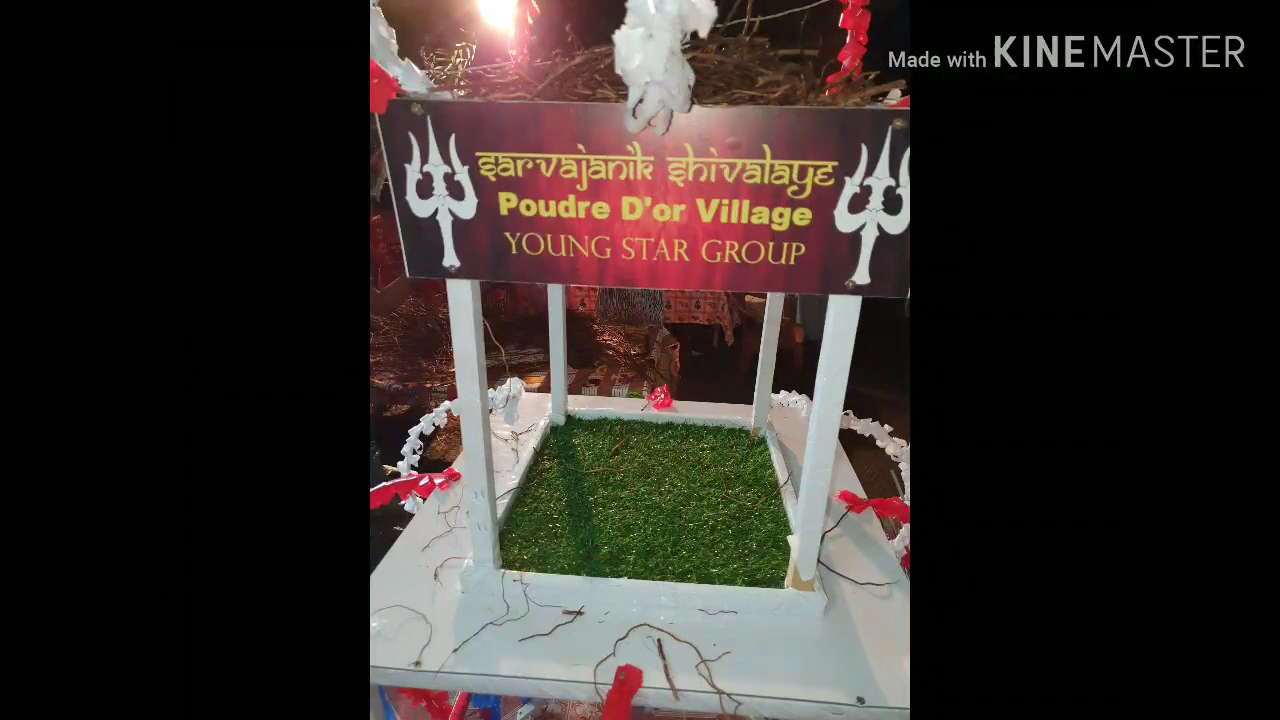 Made with KINEMASTER
sarvajanik shivalaye
Poudre D'or Village
YOUNG STAR GROUP